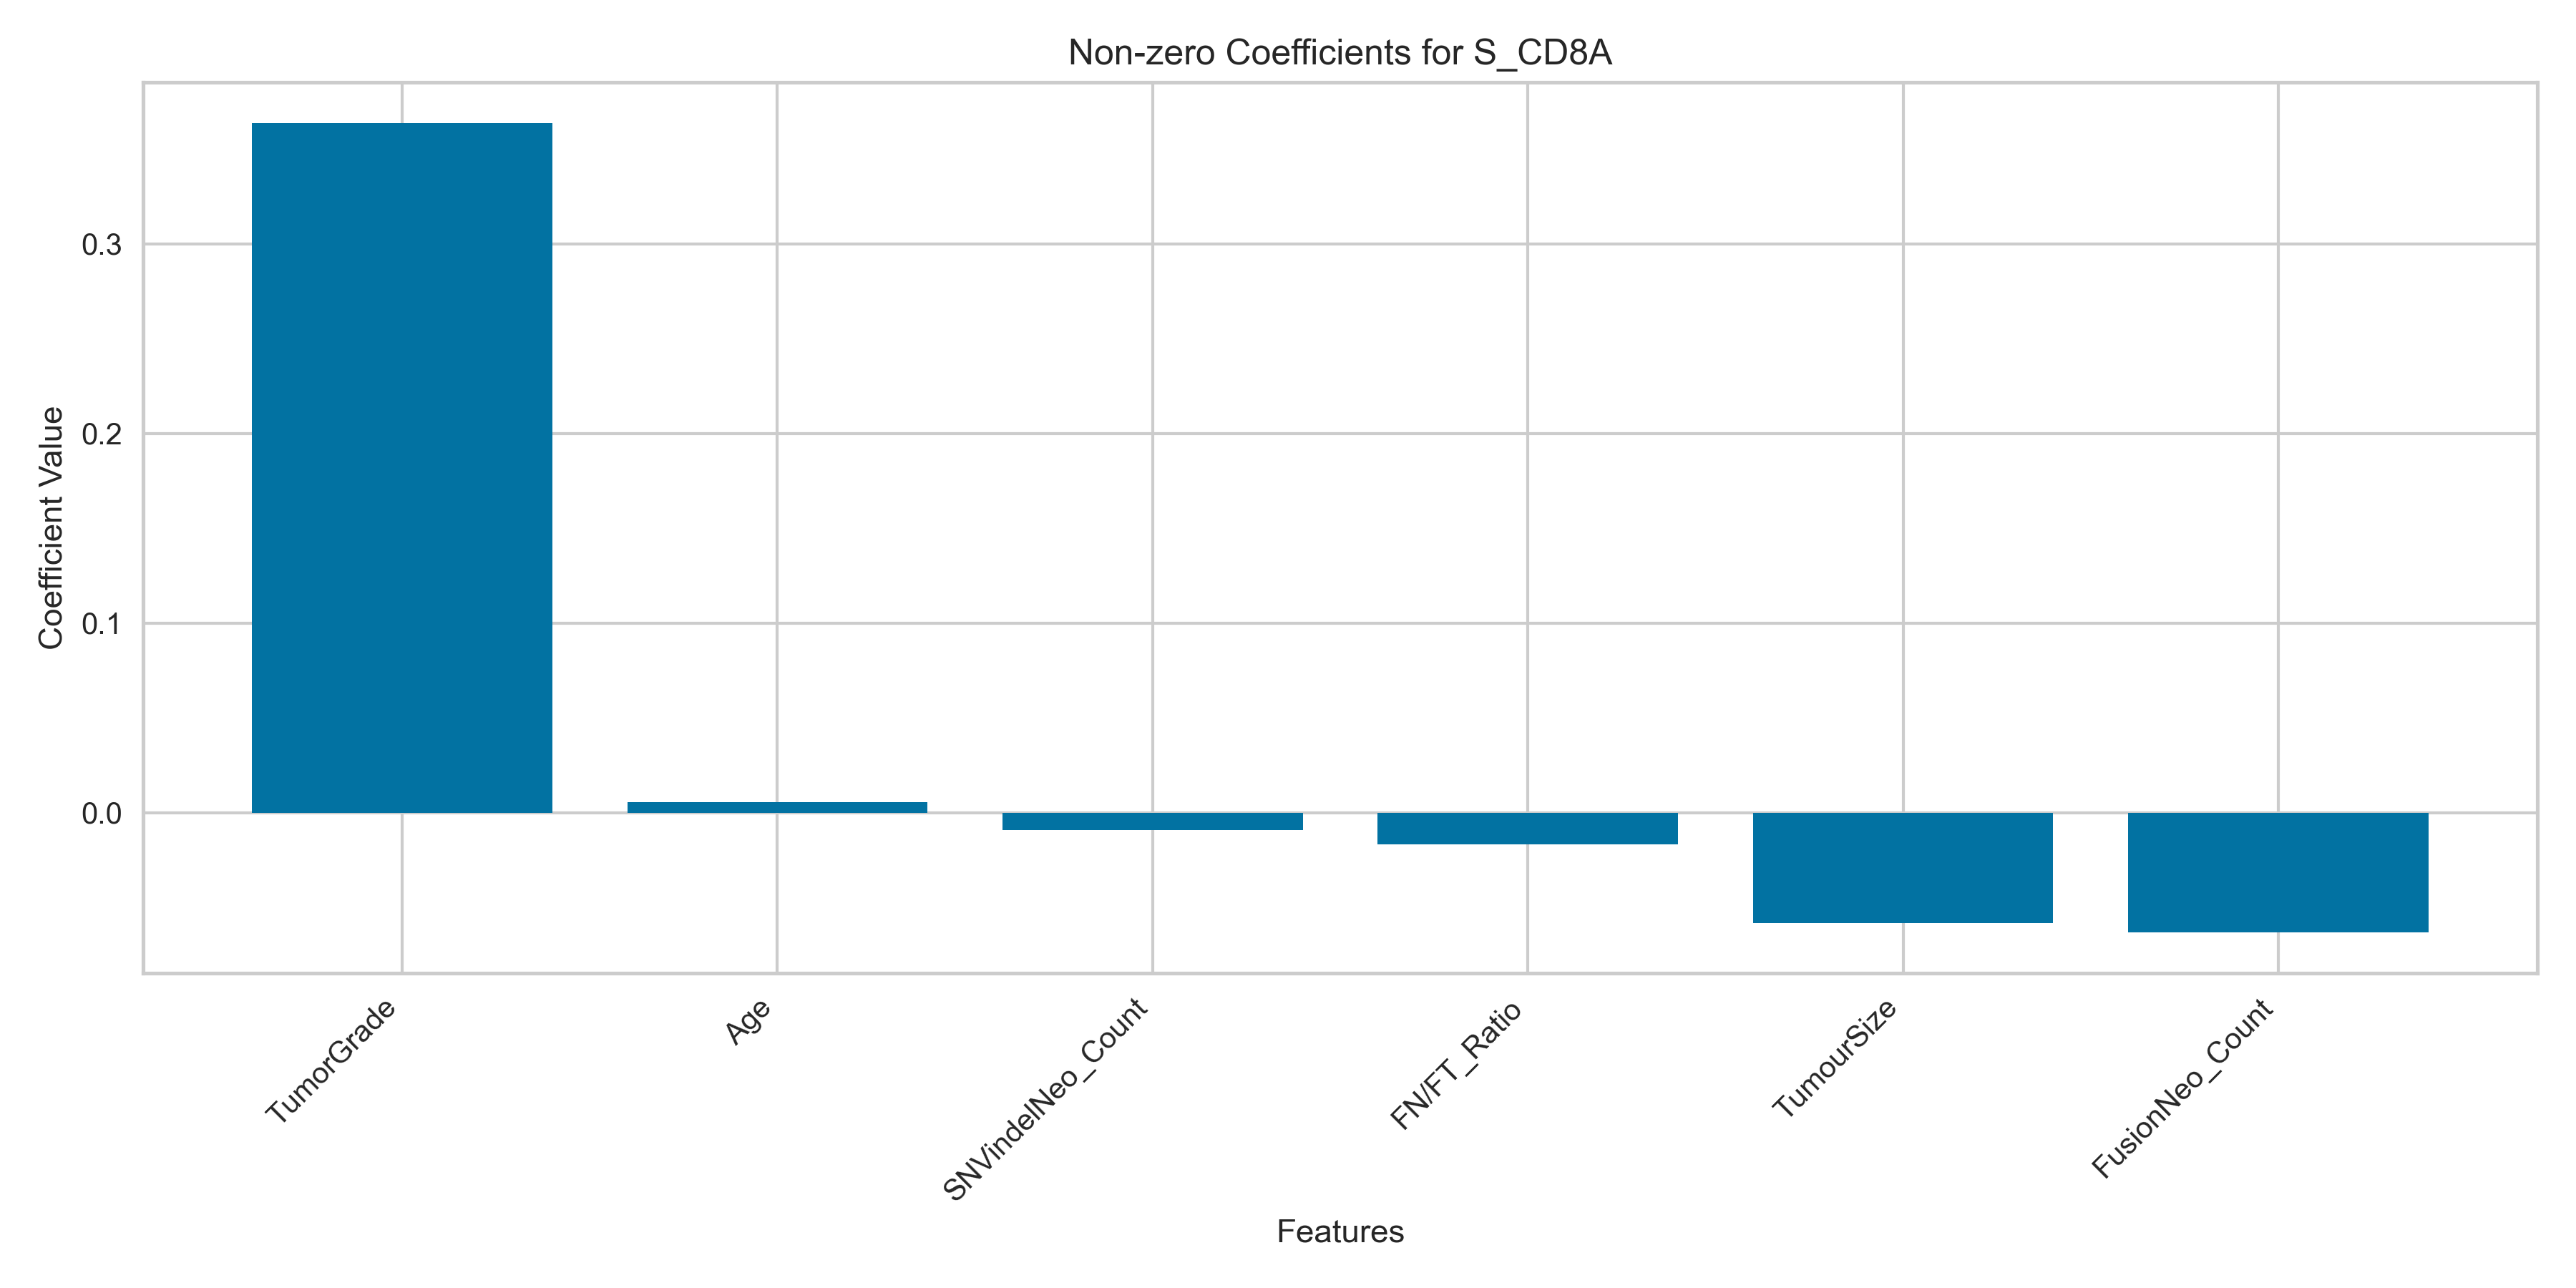 Non-zero Coefficients for S_CD8A
Coefficient Value
0.3
0.2
0.1
0.0
TumorGrade
Age
SNVindelNeo_Count
FN/FT_Ratio
TumourSize
FusionNeo_Count
Features